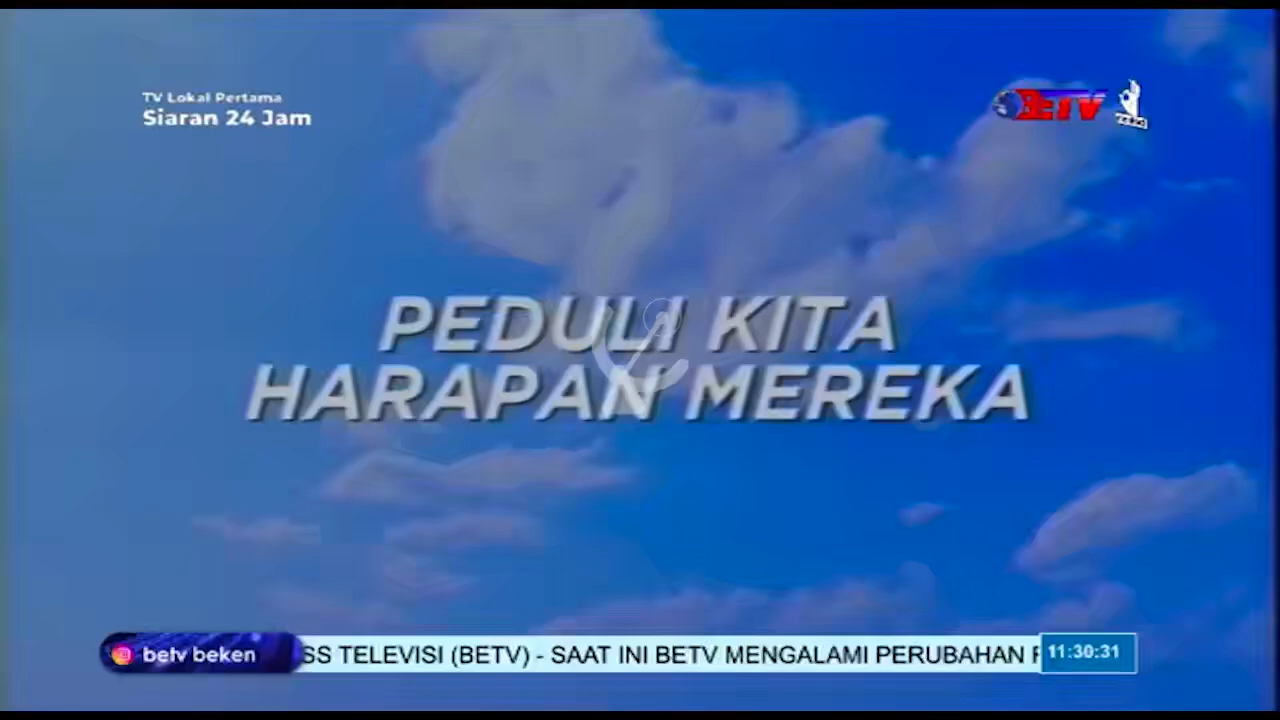 TV Lokal Pertama
Siaran 24 Jam
BETV
PEDULI KITA
HARAPAN MEREKA
betv beken
SS TELEVISI (BETV) - SAAT INI BETV MENGALAMI PERUBAHAN
11:30:31